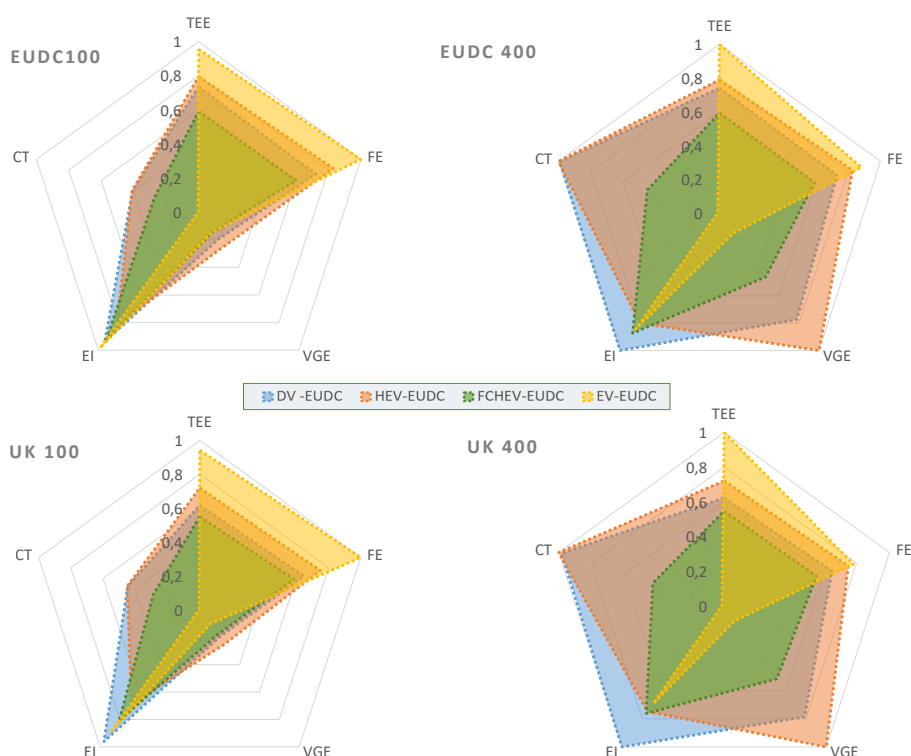 TEE
EUDC100
1
0,8
0,6
0,4
0,2
0
CT
FE
EI
VGE
TEE
EUDC 400
1
0,8
0,6
0,4
0,2
0
CT
FE
EI
VGE
DV -EUDC HEV-EUDC FCHEV-EUDC EV-EUDC
TEE
UK 100
1
0,8
0,6
0,4
0,2
0
CT
FE
EI
VGE
TEE
UK 400
1
0,8
0,6
0,4
0,2
0
CT
FE
EI
VGE